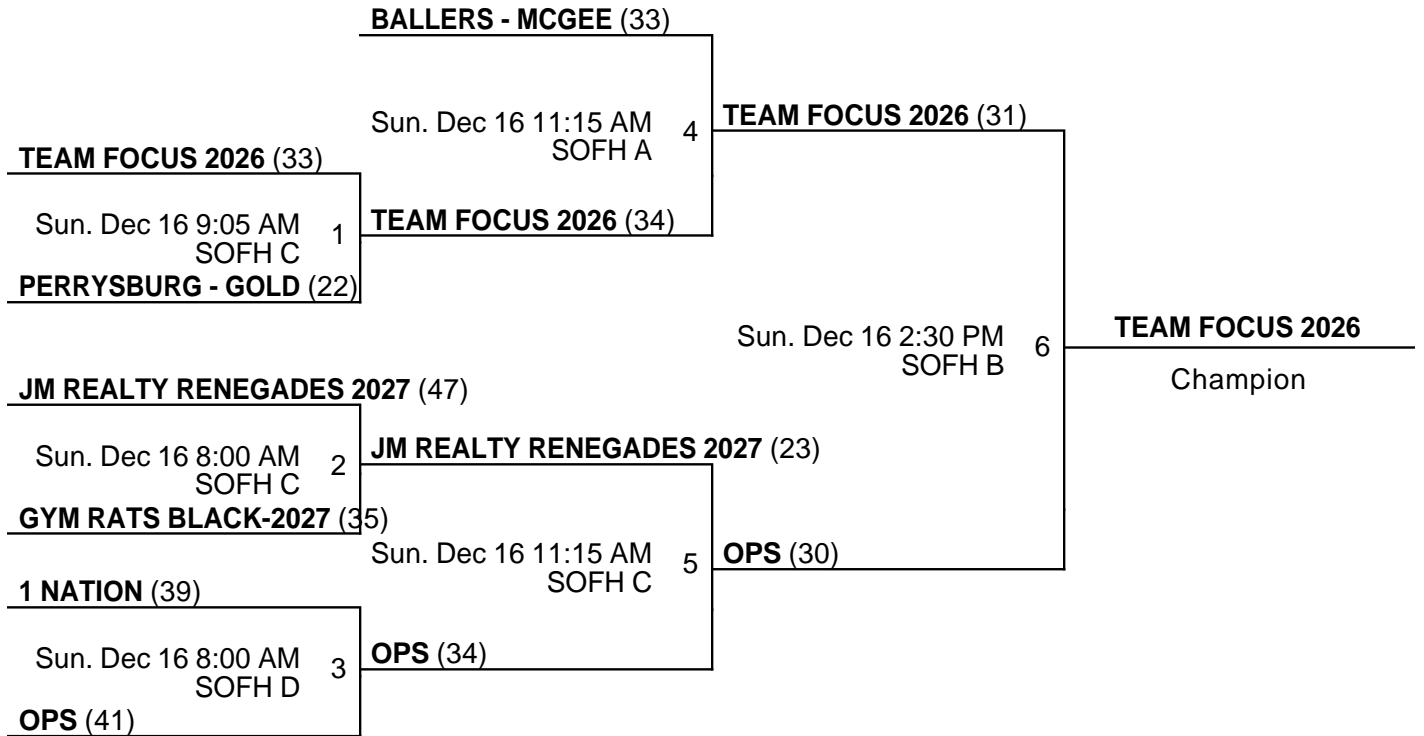 BALLERS - MCGEE (33)
Sun. Dec 16 11:15 AM 4
SOFH A
TEAM FOCUS 2026 (31)
TEAM FOCUS 2026 (33)
Sun. Dec 16 9:05 AM 1
SOFH C
TEAM FOCUS 2026 (34)
PERRYSBURG - GOLD (22)
Sun. Dec 16 2:30 PM 6
SOFH B
TEAM FOCUS 2026
Champion
JM REALTY RENEGADES 2027 (47)
Sun. Dec 16 8:00 AM 2
SOFH C
JM REALTY RENEGADES 2027 (23)
GYM RATS BLACK-2027 (35)
Sun. Dec 16 11:15 AM 5
SOFH C
OPS (30)
1 NATION (39)
Sun. Dec 16 8:00 AM 3
SOFH D
OPS (34)
OPS (41)